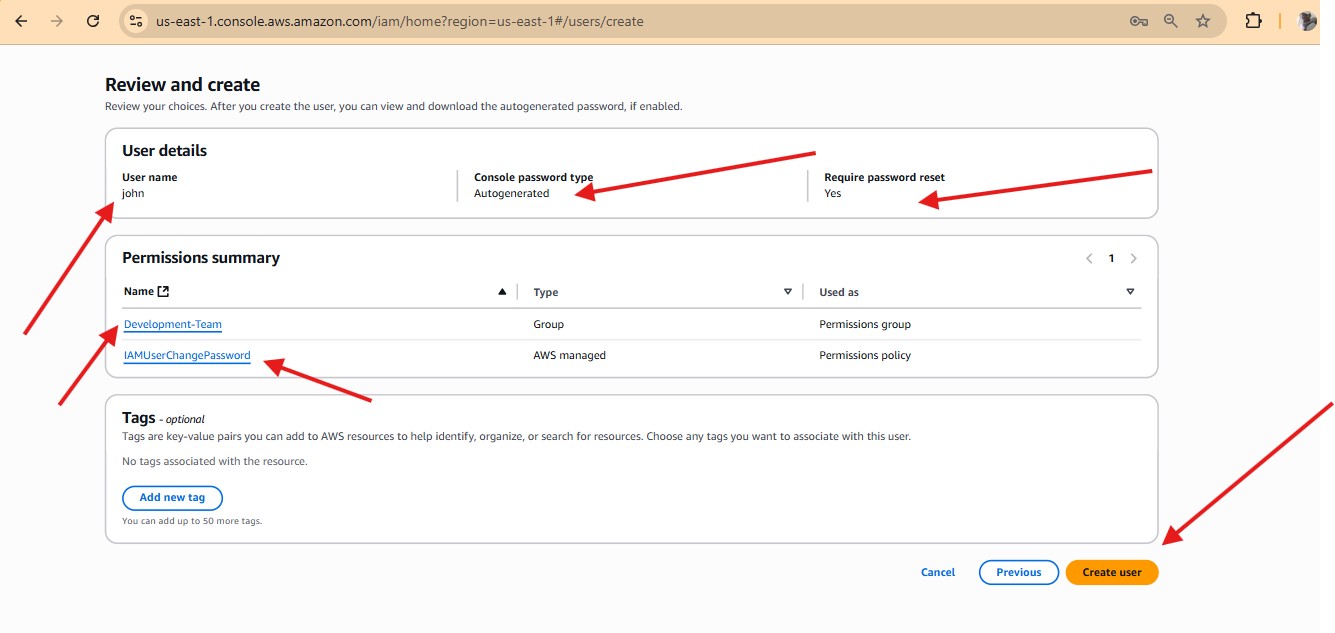 us-east-1.console.aws.amazon.com/iam/home?region=us-east-1#/users/create
Review and create
Review your choices. After you create the user, you can view and download the autogenerated password, if enabled.
User details
User name
john
Console password type
Autogenerated
Require password reset
Yes
Permissions summary
1
Name Type Used as
Development-Team Group Permissions group
IAMUserChangePassword AWS managed Permissions policy
Tags - optional
Tags are key-value pairs you can add to AWS resources to help identify, organize, or search for resources. Choose any tags you want to associate with this user.
No tags associated with the resource.
Add new tag
You can add up to 50 more tags.
Cancel Previous Create user